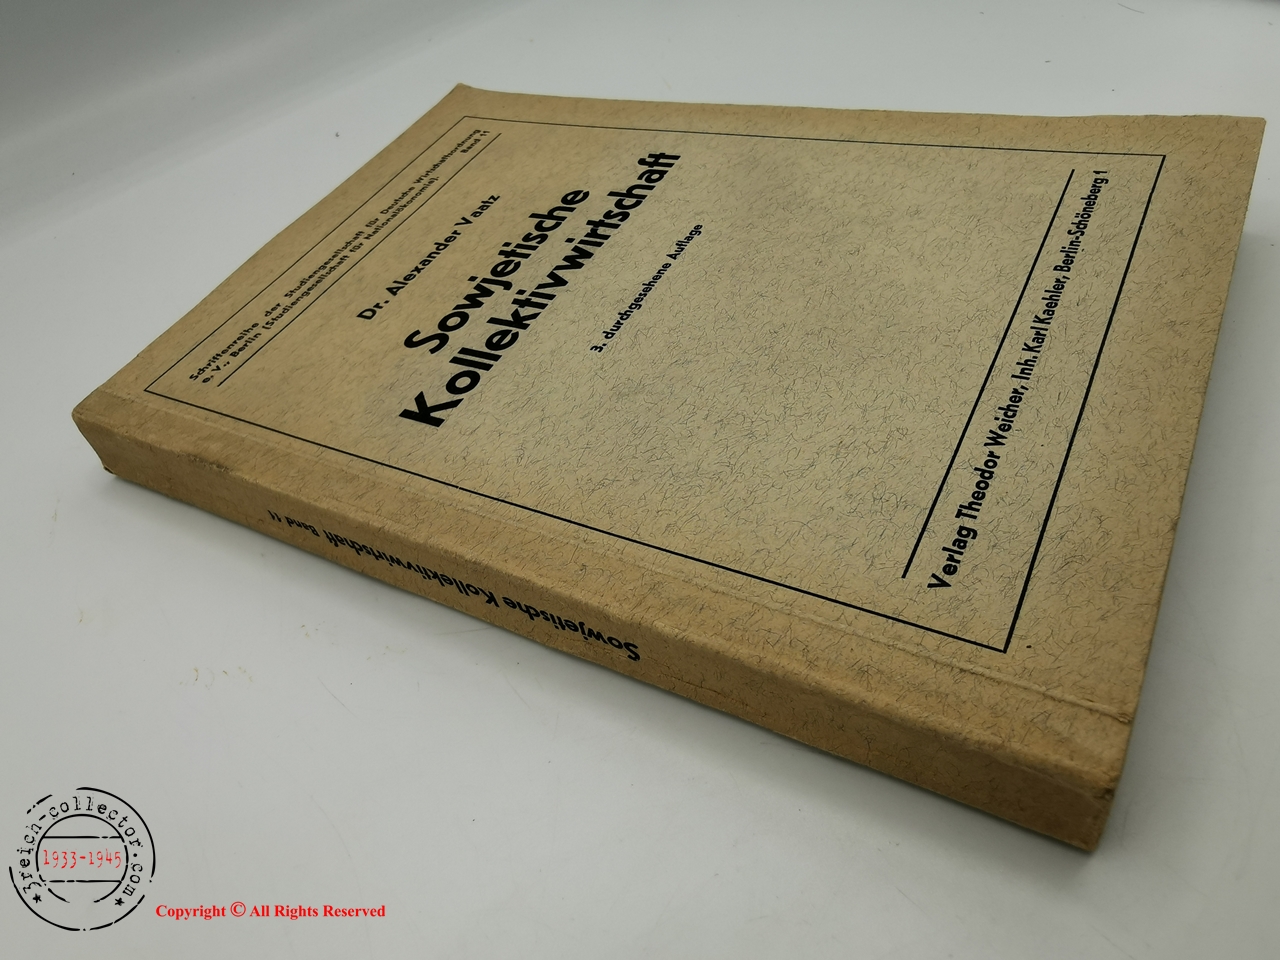 Schriftenreihe der Studiengesellschaft für Deutsche Wirtschaftsordnung
e. V., Berlin (Studiengesellschaft für Nationalökonomie).
Band 11
Dr. Alexander Vaatz
Sowjetische
Kollektivwirtschaft
3. durchgesehene Auflage
Verlag Theodor Weicher, Inh. Karl Kaehler, Berlin-Schöneberg 1
Sowjetische Kollektivwirtschaft Band 11
3reich-collector.com
1933-1945
Copyright © All Rights Reserved